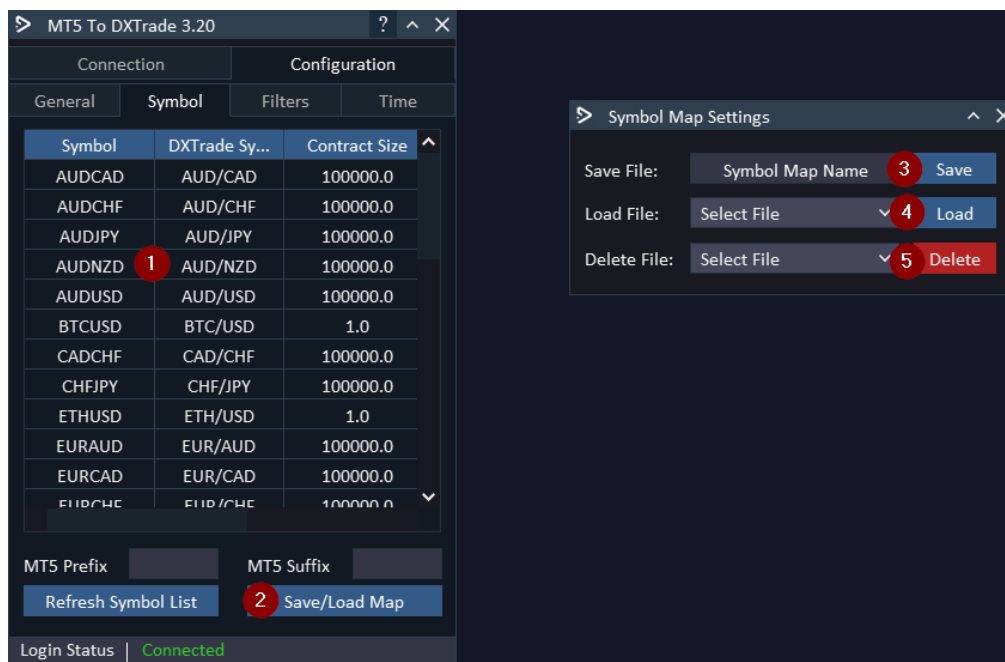 MT5 To DXTrade 3.20 ?
Connection Configuration
General Symbol Filters Time
Symbol DXTrade Sy... Contract Size
AUDCAD AUD/CAD 100000.0
AUDCHF AUD/CHF 100000.0
AUDJPY AUD/JPY 100000.0
AUDNZD 1 AUD/NZD 100000.0
AUDUSD AUD/USD 100000.0
BTCUSD BTC/USD 1.0
CADCHF CAD/CHF 100000.0
CHFJPY CHF/JPY 100000.0
ETHUSD ETH/USD 1.0
EURAUD EUR/AUD 100000.0
EURCAD EUR/CAD 100000.0
EURCHF EUR/CHF 100000.0
MT5 Prefix MT5 Suffix
Refresh Symbol List 2 Save/Load Map
Login Status | Connected
Symbol Map Settings
Save File: Symbol Map Name 3 Save
Load File: Select File 4 Load
Delete File: Select File 5 Delete